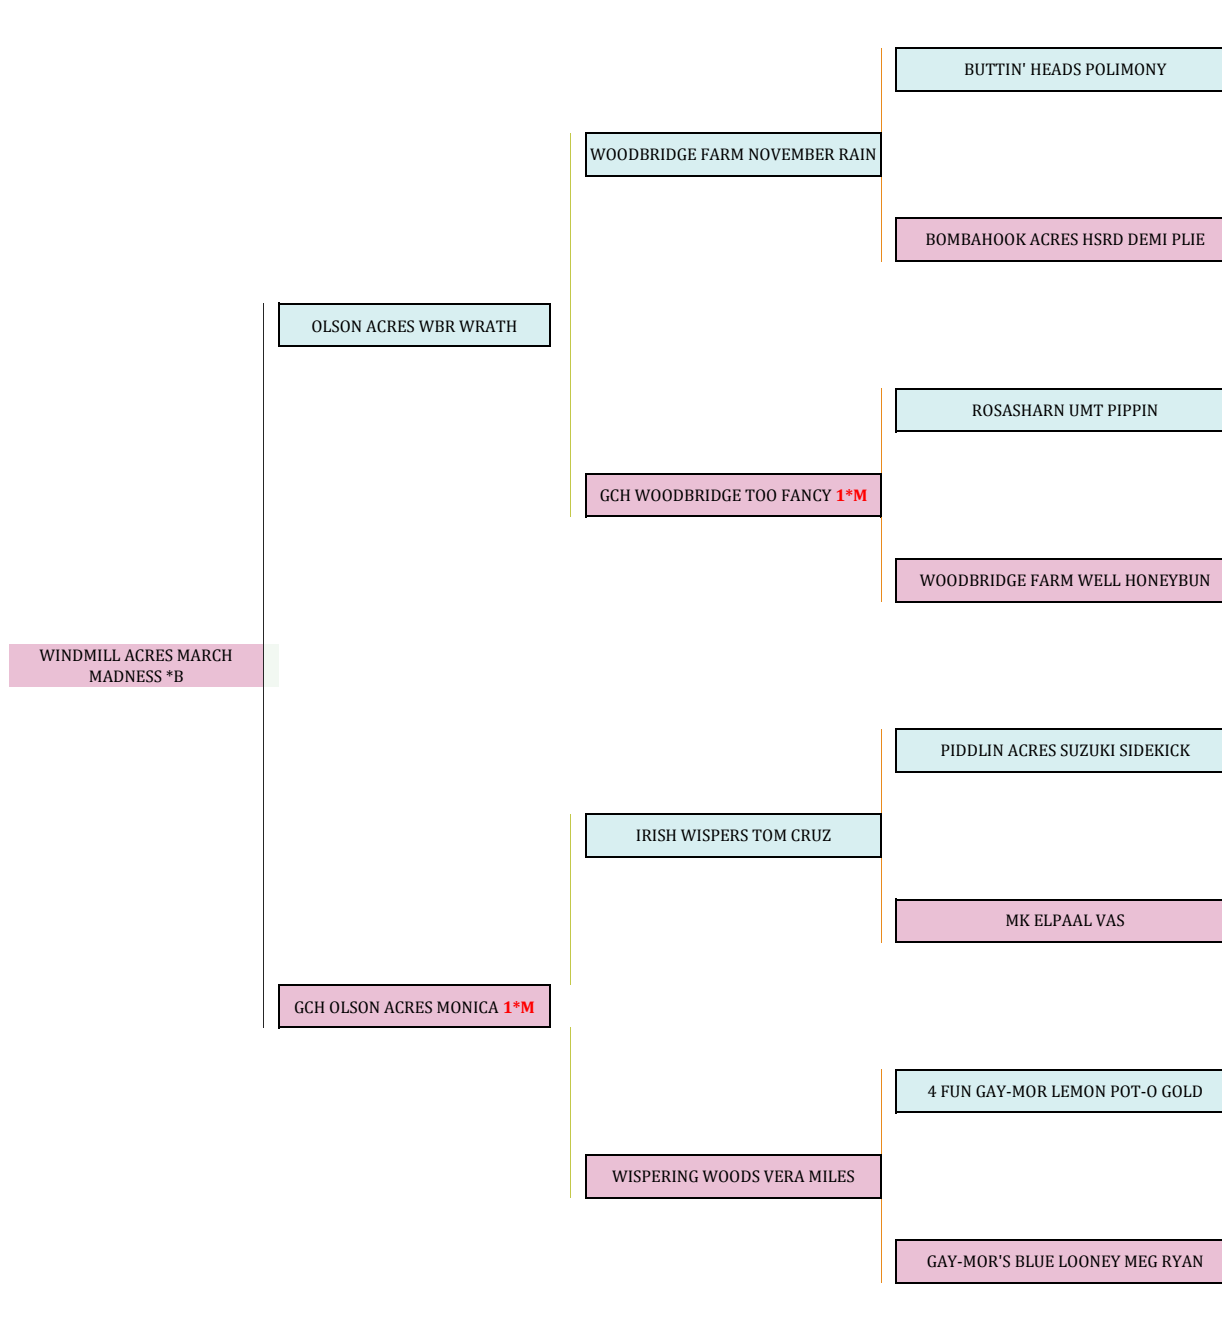 BUTTIN' HEADS POLIMONY
WOODBRIDGE FARM NOVEMBER RAIN
BOMBAHOOK ACRES HSRD DEMI PLIE
OLSON ACRES WBR WRATH
ROSASHARN UMT PIPPIN
GCH WOODBRIDGE TOO FANCY 1*M
WOODBRIDGE FARM WELL HONEYBUN
WINDMILL ACRES MARCH
MADNESS *B
PIDDLIN ACRES SUZUKI SIDEKICK
IRISH WISPERS TOM CRUZ
MK ELPAAL VAS
GCH OLSON ACRES MONICA 1*M
4 FUN GAY-MOR LEMON POT-O GOLD
WISPERING WOODS VERA MILES
GAY-MOR'S BLUE LOONEY MEG RYAN